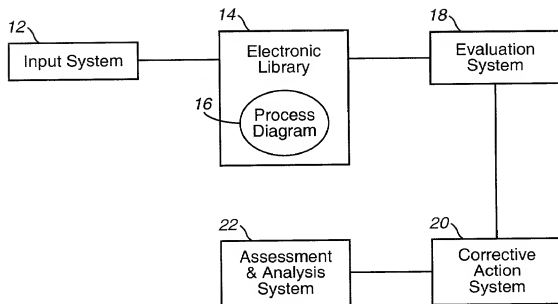 12
Input System
14
Electronic
Library
16
Process
Diagram
18
Evaluation
System
22
Assessment
& Analysis
System
20
Corrective
Action
System